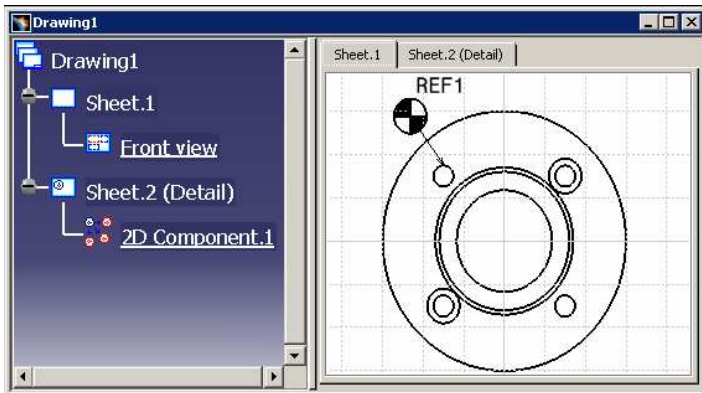 Drawing1
Drawing1
Sheet.1
Front view
Sheet.2 (Detail)
2D Component.1
Sheet.1
Sheet.2 (Detail)
REF1